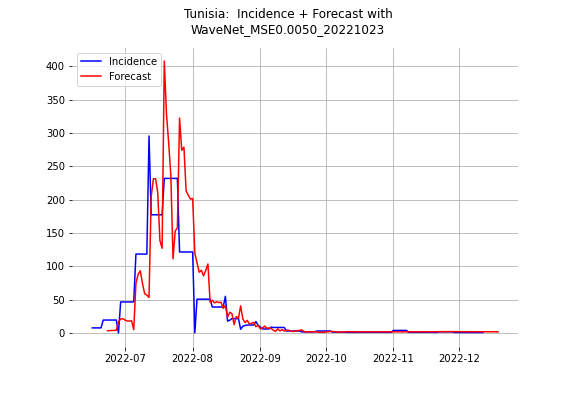 Tunisia:  Incidence + Forecast with
WaveNet_MSE0.0050_20221023
Incidence
Forecast
400
350
300
250
200
150
100
50
0
2022-07 2022-08 2022-09 2022-10 2022-11 2022-12